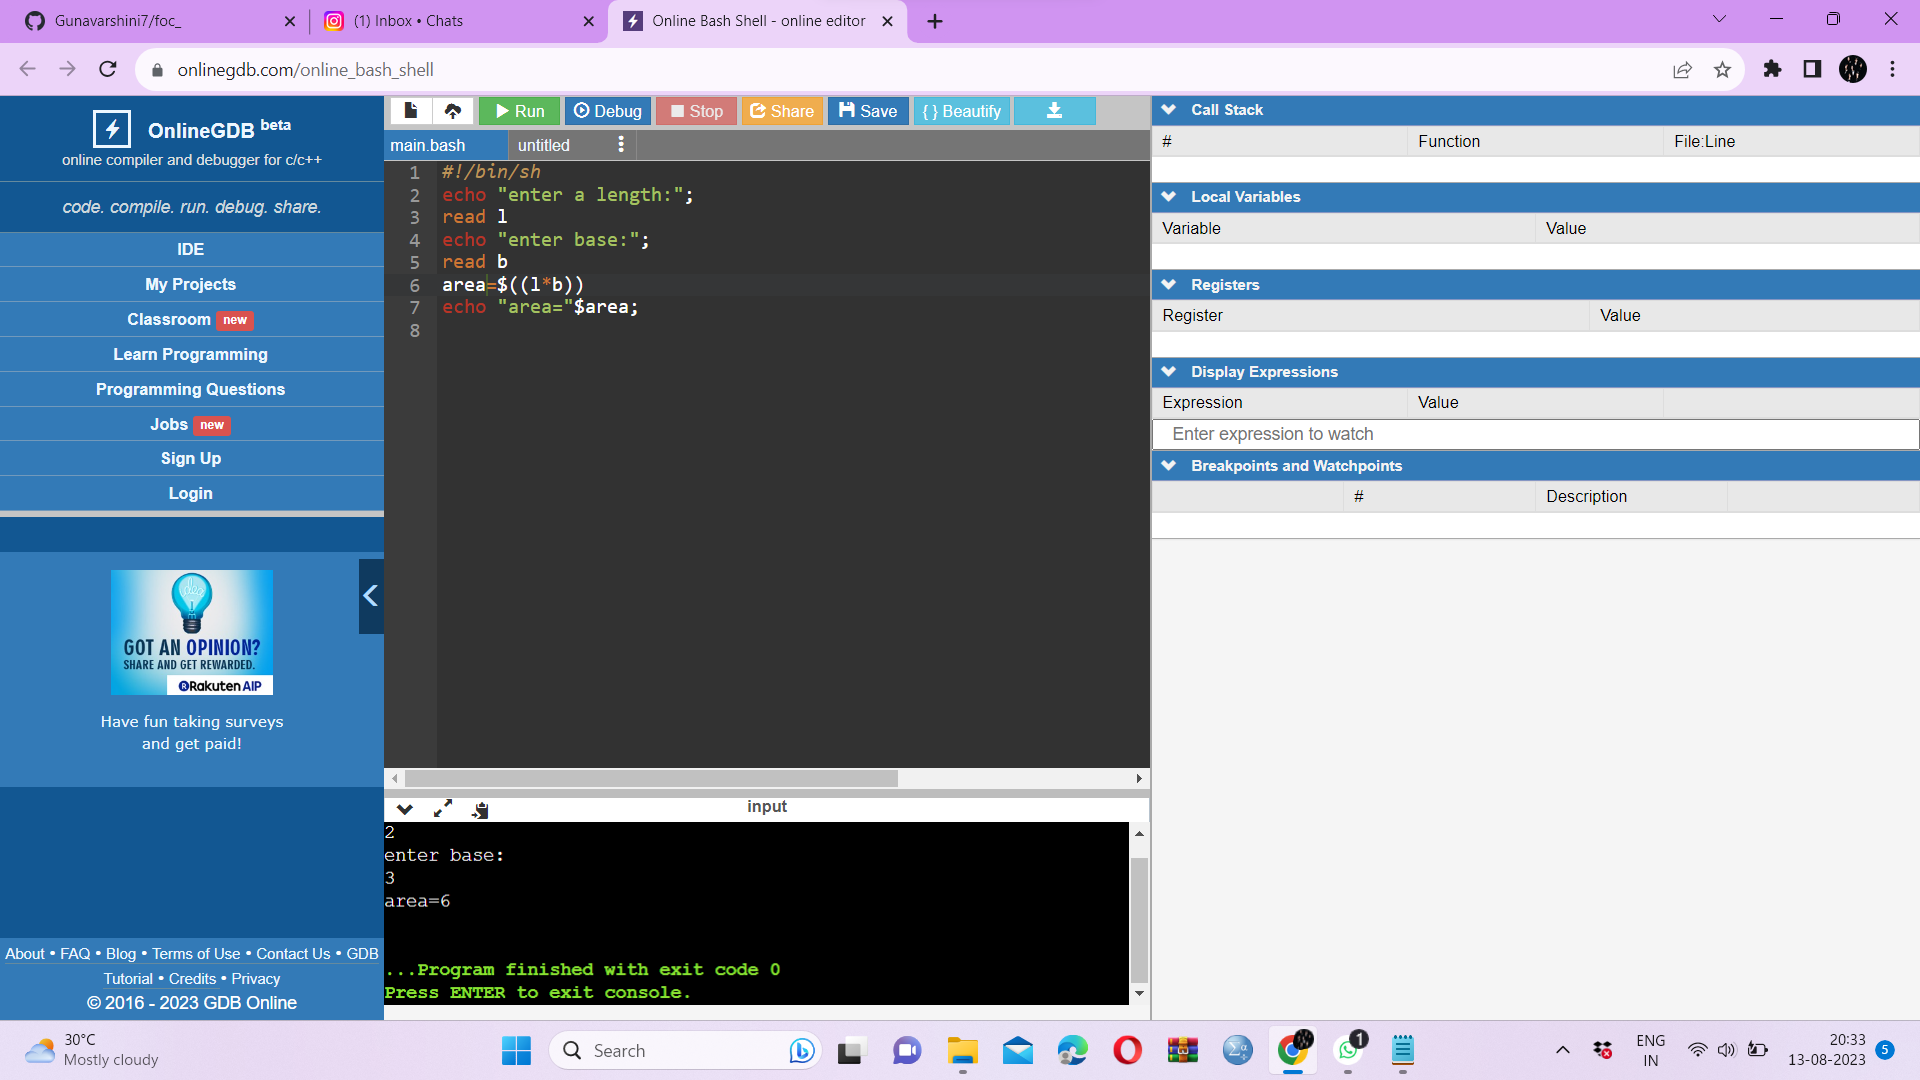 Gunavarshini7/foc_
(1) Inbox • Chats
Online Bash Shell - online editor
onlinegdb.com/online_bash_shell
OnlineGDB beta
online compiler and debugger for c/c++
code. compile. run. debug. share.
IDE
My Projects
Classroom new
Learn Programming
Programming Questions
Jobs new
Sign Up
Login
GOT AN OPINION?
SHARE AND GET REWARDED.
Rakuten AIP
Have fun taking surveys
and get paid!
About • FAQ • Blog • Terms of Use • Contact Us • GDB
Tutorial • Credits • Privacy
© 2016 - 2023 GDB Online
Run Debug Stop Share Save { } Beautify
main.bash untitled
1 #!/bin/sh
2 echo "enter a length:";
3 read l
4 echo "enter base:";
5 read b
6 area=$((l*b))
7 echo "area="$area;
8
input
2
enter base:
3
area=6
...Program finished with exit code 0
Press ENTER to exit console.
Call Stack
# Function File:Line
Local Variables
Variable Value
Registers
Register Value
Display Expressions
Expression Value
Enter expression to watch
Breakpoints and Watchpoints
# Description
30°C
Mostly cloudy
Search
1
ENG
IN
20:33
13-08-2023
5